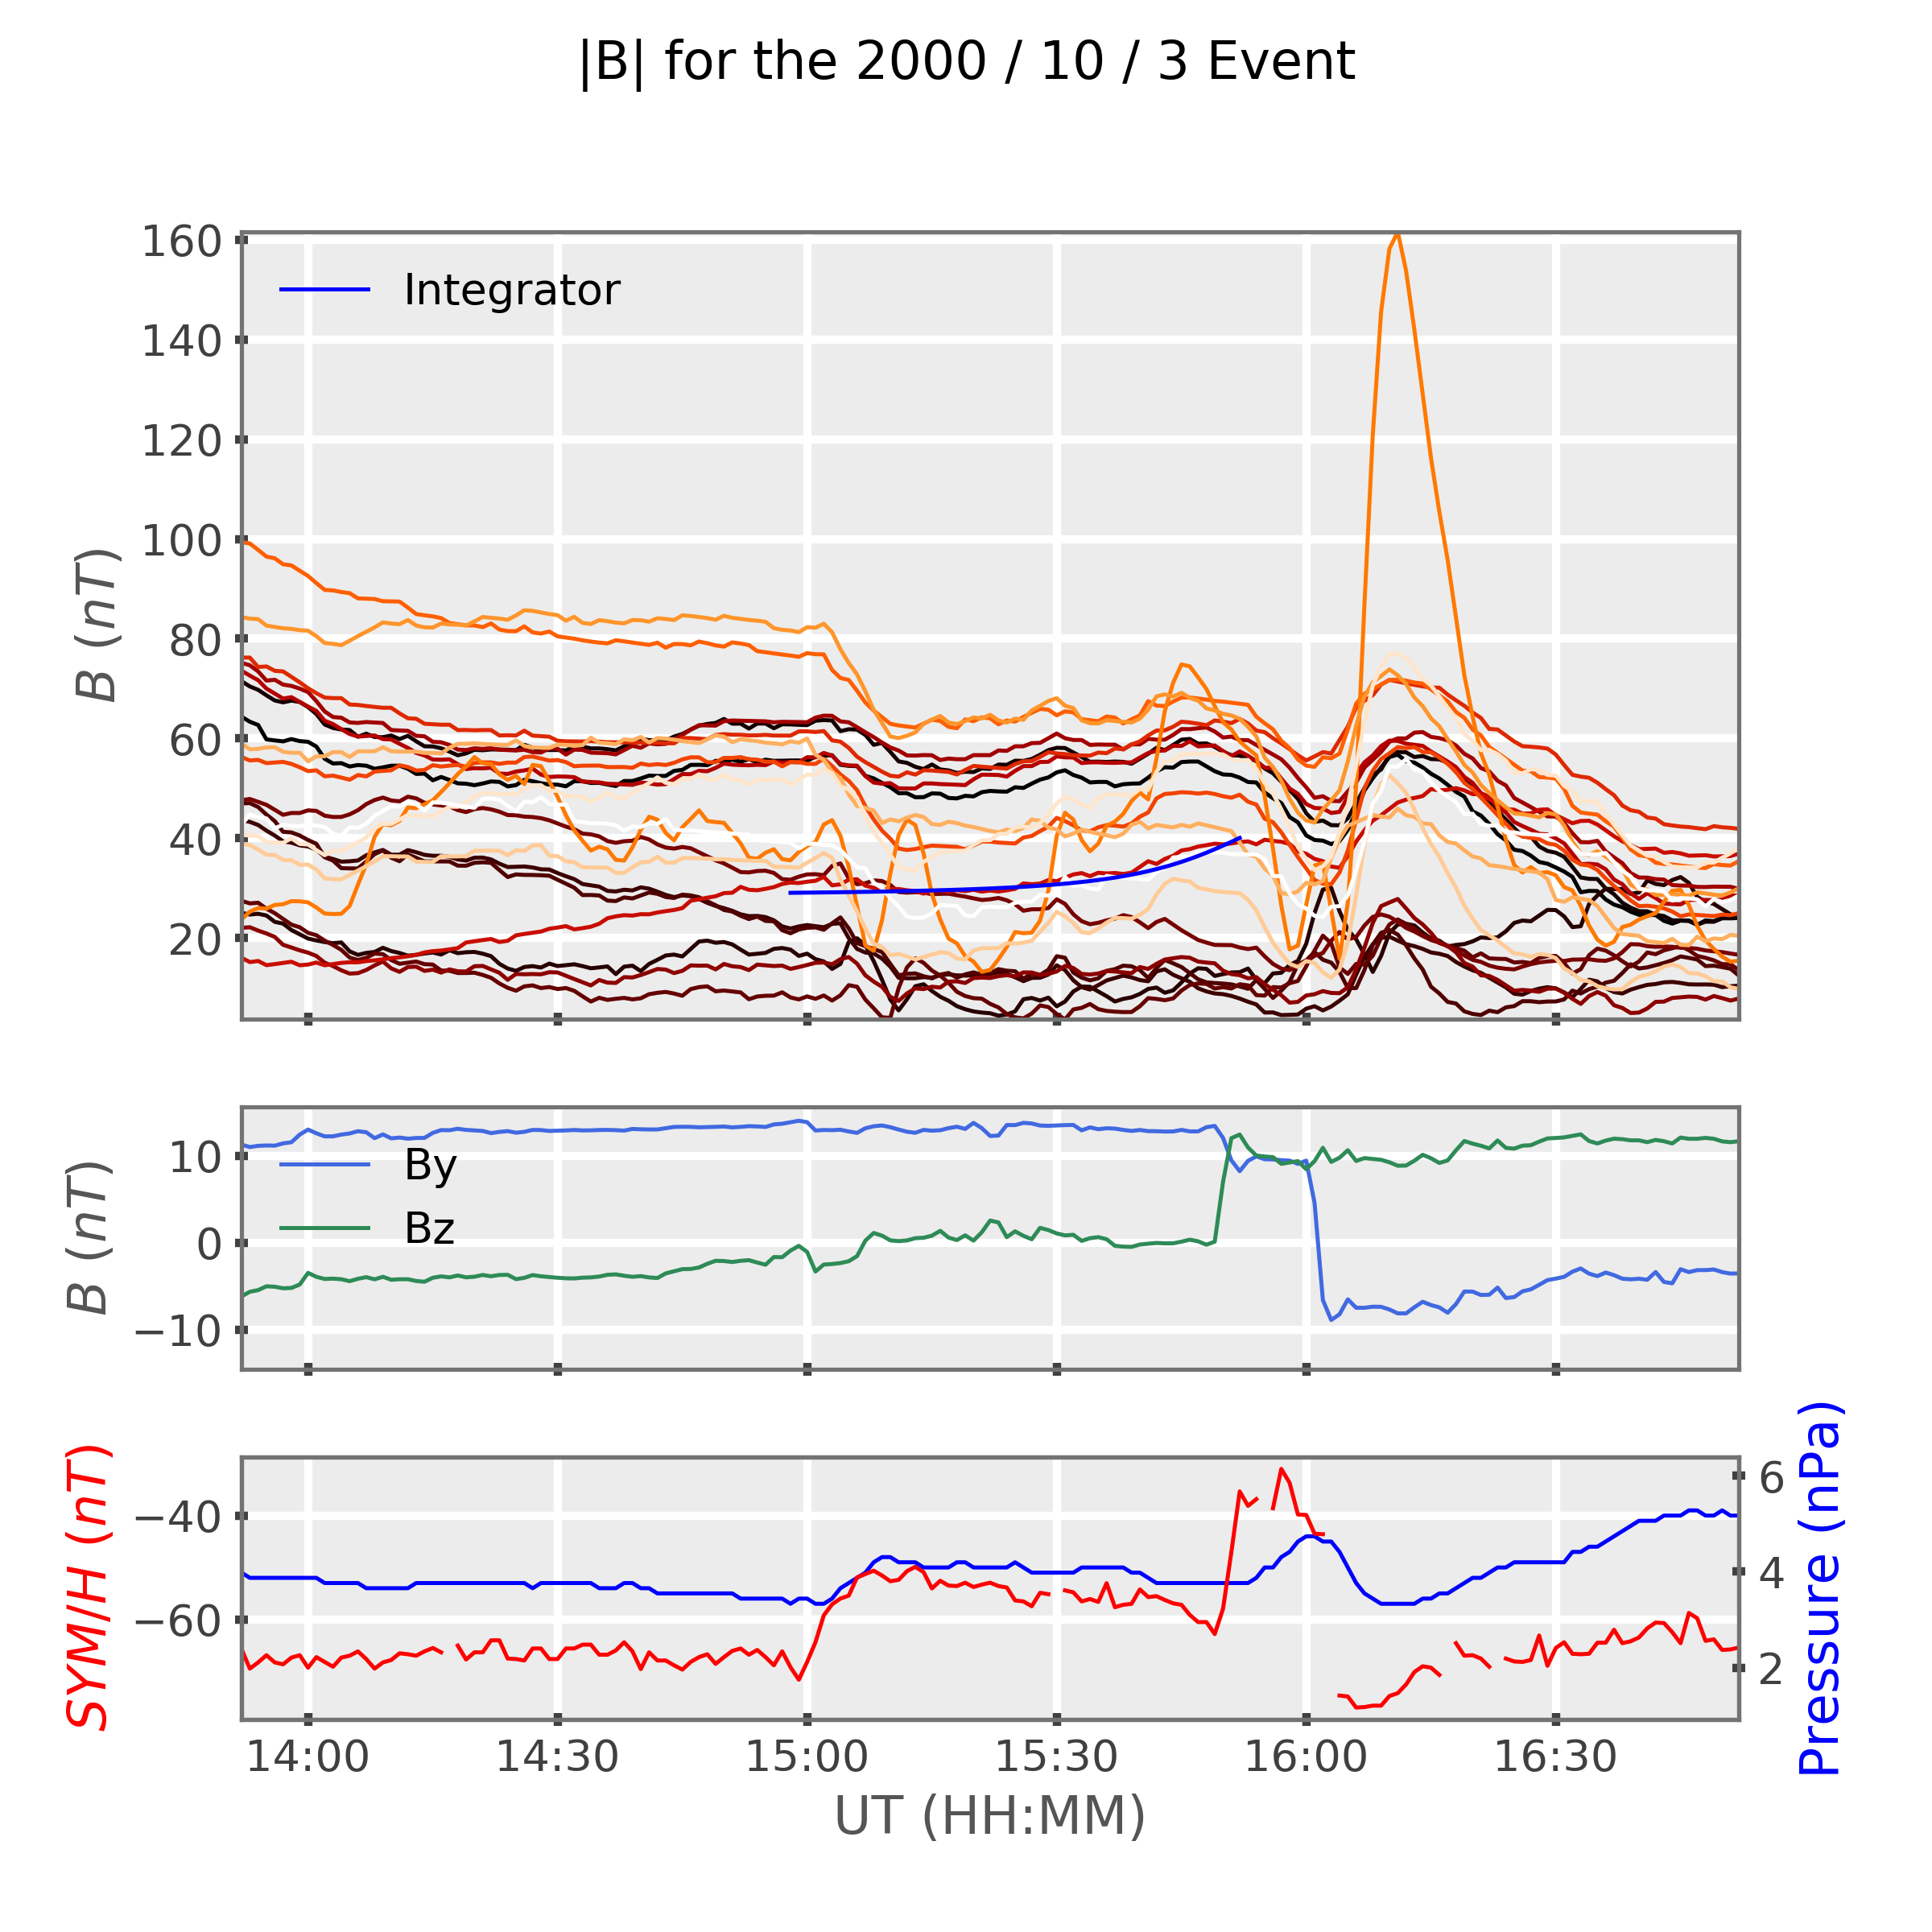 |B| for the 2000 / 10 / 3 Event
160
140
120
100
80
60
40
20
B (nT)
Integrator
10
0
−10
B (nT)
By
Bz
−40
−60
SYM/H (nT)
6
4
2
Pressure (nPa)
14:00 14:30 15:00 15:30 16:00 16:30
UT (HH:MM)